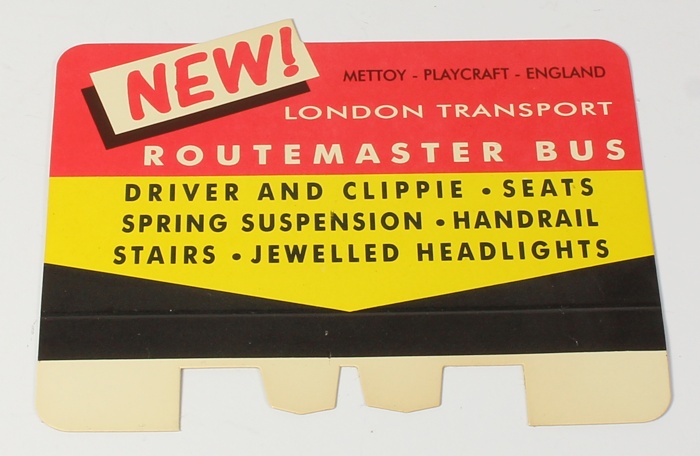 NEW!
METTOY - PLAYCRAFT - ENGLAND
LONDON TRANSPORT
ROUTEMASTER BUS
DRIVER AND CLIPPIE • SEATS
SPRING SUSPENSION • HANDRAIL
STAIRS • JEWELLED HEADLIGHTS